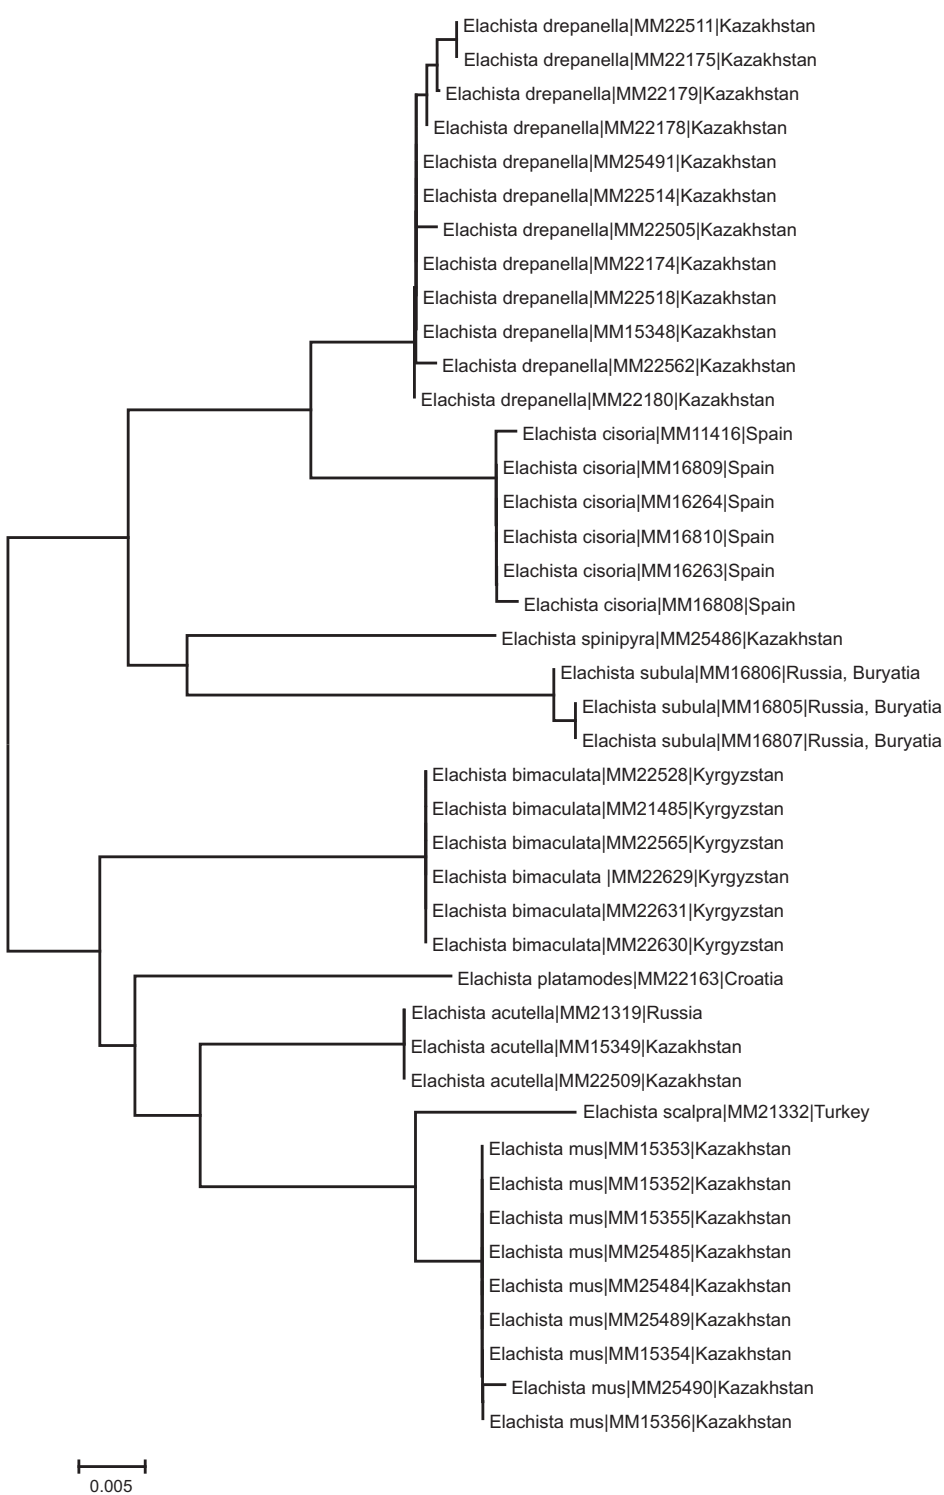 Elachista drepanella|MM22511|Kazakhstan
Elachista drepanella|MM22175|Kazakhstan
Elachista drepanella|MM22179|Kazakhstan
Elachista drepanella|MM22178|Kazakhstan
Elachista drepanella|MM25491|Kazakhstan
Elachista drepanella|MM22514|Kazakhstan
Elachista drepanella|MM22505|Kazakhstan
Elachista drepanella|MM22174|Kazakhstan
Elachista drepanella|MM22518|Kazakhstan
Elachista drepanella|MM15348|Kazakhstan
Elachista drepanella|MM22562|Kazakhstan
Elachista drepanella|MM22180|Kazakhstan
Elachista cisoria|MM11416|Spain
Elachista cisoria|MM16809|Spain
Elachista cisoria|MM16264|Spain
Elachista cisoria|MM16810|Spain
Elachista cisoria|MM16263|Spain
Elachista cisoria|MM16808|Spain
Elachista spinipyra|MM25486|Kazakhstan
Elachista subula|MM16806|Russia, Buryatia
Elachista subula|MM16805|Russia, Buryatia
Elachista subula|MM16807|Russia, Buryatia
Elachista bimaculata|MM22528|Kyrgyzstan
Elachista bimaculata|MM21485|Kyrgyzstan
Elachista bimaculata|MM22565|Kyrgyzstan
Elachista bimaculata |MM22629|Kyrgyzstan
Elachista bimaculata|MM22631|Kyrgyzstan
Elachista bimaculata|MM22630|Kyrgyzstan
Elachista platamodes|MM22163|Croatia
Elachista acutella|MM21319|Russia
Elachista acutella|MM15349|Kazakhstan
Elachista acutella|MM22509|Kazakhstan
Elachista scalpra|MM21332|Turkey
Elachista mus|MM15353|Kazakhstan
Elachista mus|MM15352|Kazakhstan
Elachista mus|MM15355|Kazakhstan
Elachista mus|MM25485|Kazakhstan
Elachista mus|MM25484|Kazakhstan
Elachista mus|MM25489|Kazakhstan
Elachista mus|MM15354|Kazakhstan
Elachista mus|MM25490|Kazakhstan
Elachista mus|MM15356|Kazakhstan
0.005